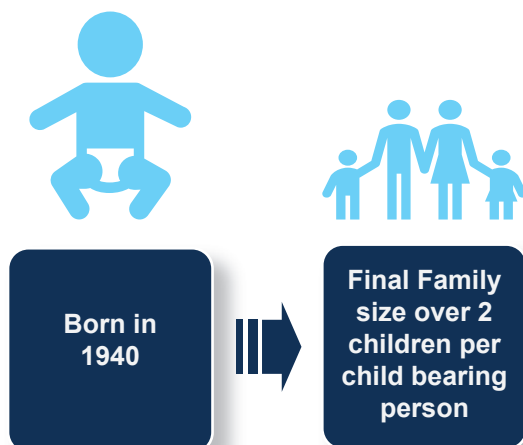 Born in
1940
Final Family
size over 2
children per
child bearing
person